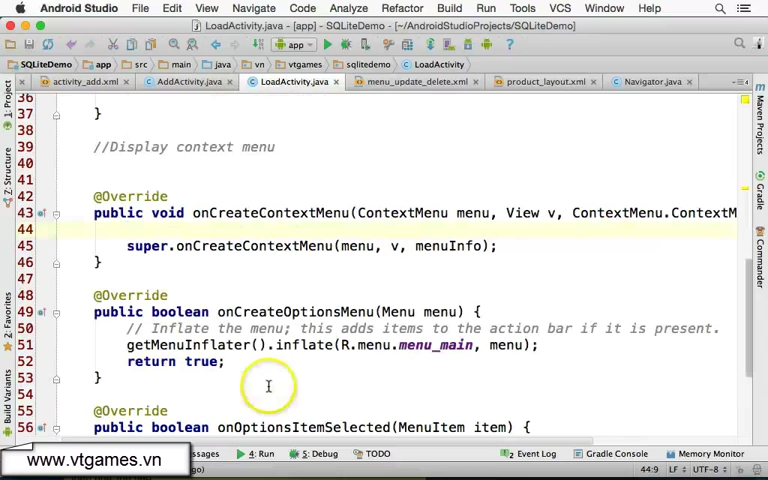 Android Studio File Edit View Navigate Code Analyze Refactor Build Run Tools VCS Window Help
LoadActivity.java - [app] - SQLiteDemo - [~/AndroidStudioProjects/SQLiteDemo]
app
SQLiteDemo app src main java vn vtgames sqlitedemo LoadActivity
activity_add.xml AddActivity.java LoadActivity.java menu_update_delete.xml product_layout.xml Navigator.java
1: Project
Z: Structure
2: Favorites
Build Variants
36
37 }
38
39 //Display context menu
40
41
42 @Override
43 public void onCreateContextMenu(ContextMenu menu, View v, ContextMenu.ContextM
44
45 super.onCreateContextMenu(menu, v, menuInfo);
46 }
47
48 @Override
49 public boolean onCreateOptionsMenu(Menu menu) {
50 // Inflate the menu; this adds items to the action bar if it is present.
51 getMenuInflater().inflate(R.menu.menu_main, menu);
52 return true;
53 }
54
55 @Override
56 public boolean onOptionsItemSelected(MenuItem item) {
Maven Projects
Gradle
Commander
ssages 4: Run 5: Debug TODO Event Log Gradle Console Memory Monitor
44:9 LF UTF-8
www.vtgames.vn